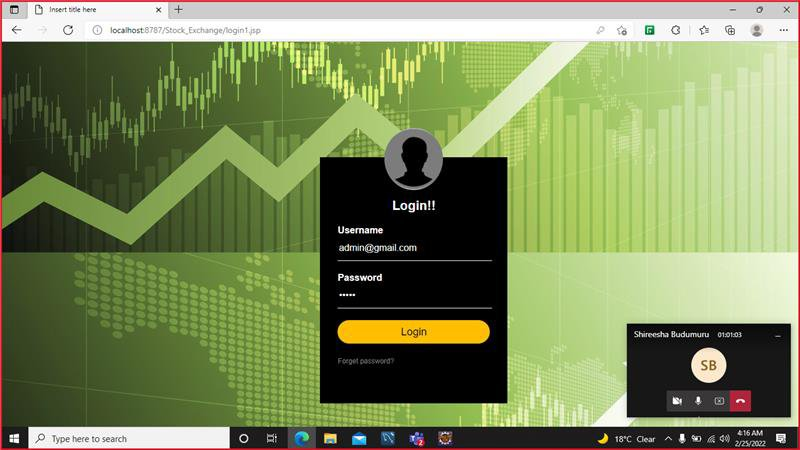 Insert title here
localhost:8787/Stock_Exchange/login1.jsp
Login!!
Username
admin@gmail.com
Password
•••••
Login
Forget password?
Shireesha Budumuru 01:01:03
SB
Type here to search
2
18°C Clear
4:16 AM
2/25/2022